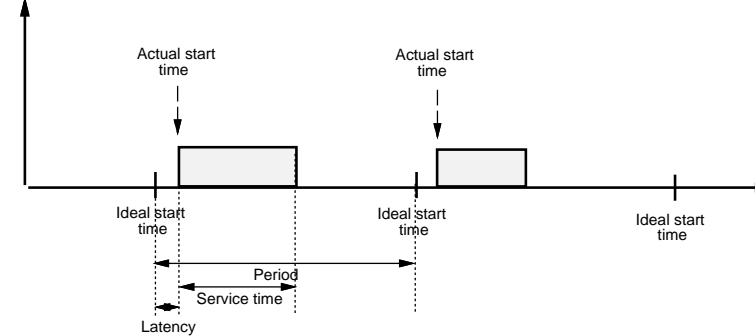 Actual start
time
Actual start
time
Ideal start
time
Ideal start
time
Ideal start
time
Period
Service time
Latency